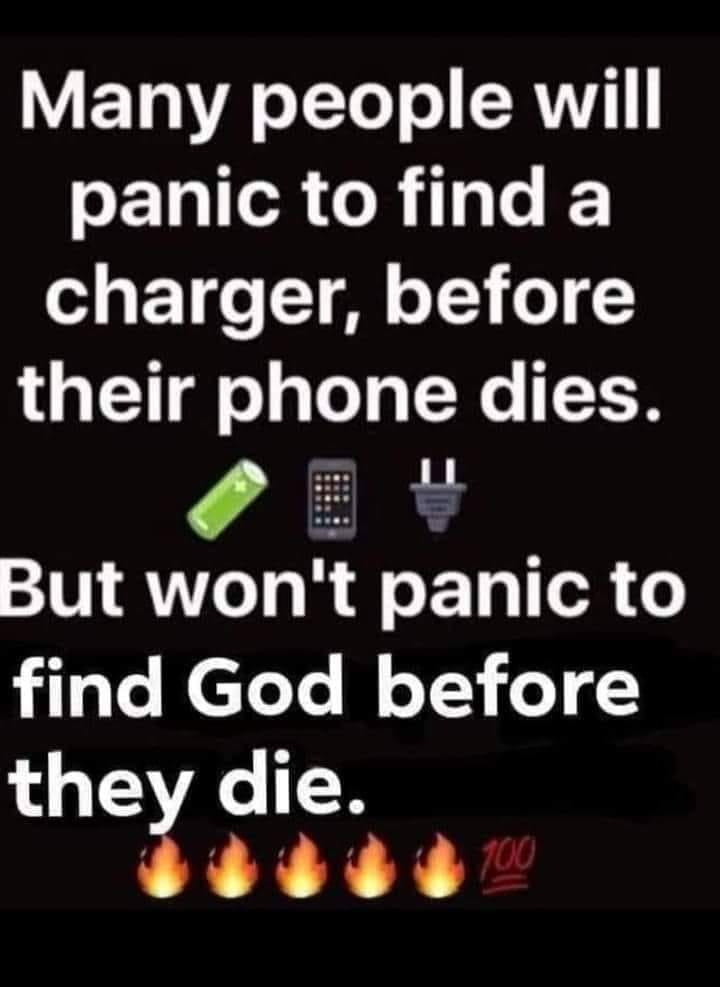 Many people will
panic to find a
charger, before
their phone dies.
But won't panic to
find God before
they die.
100